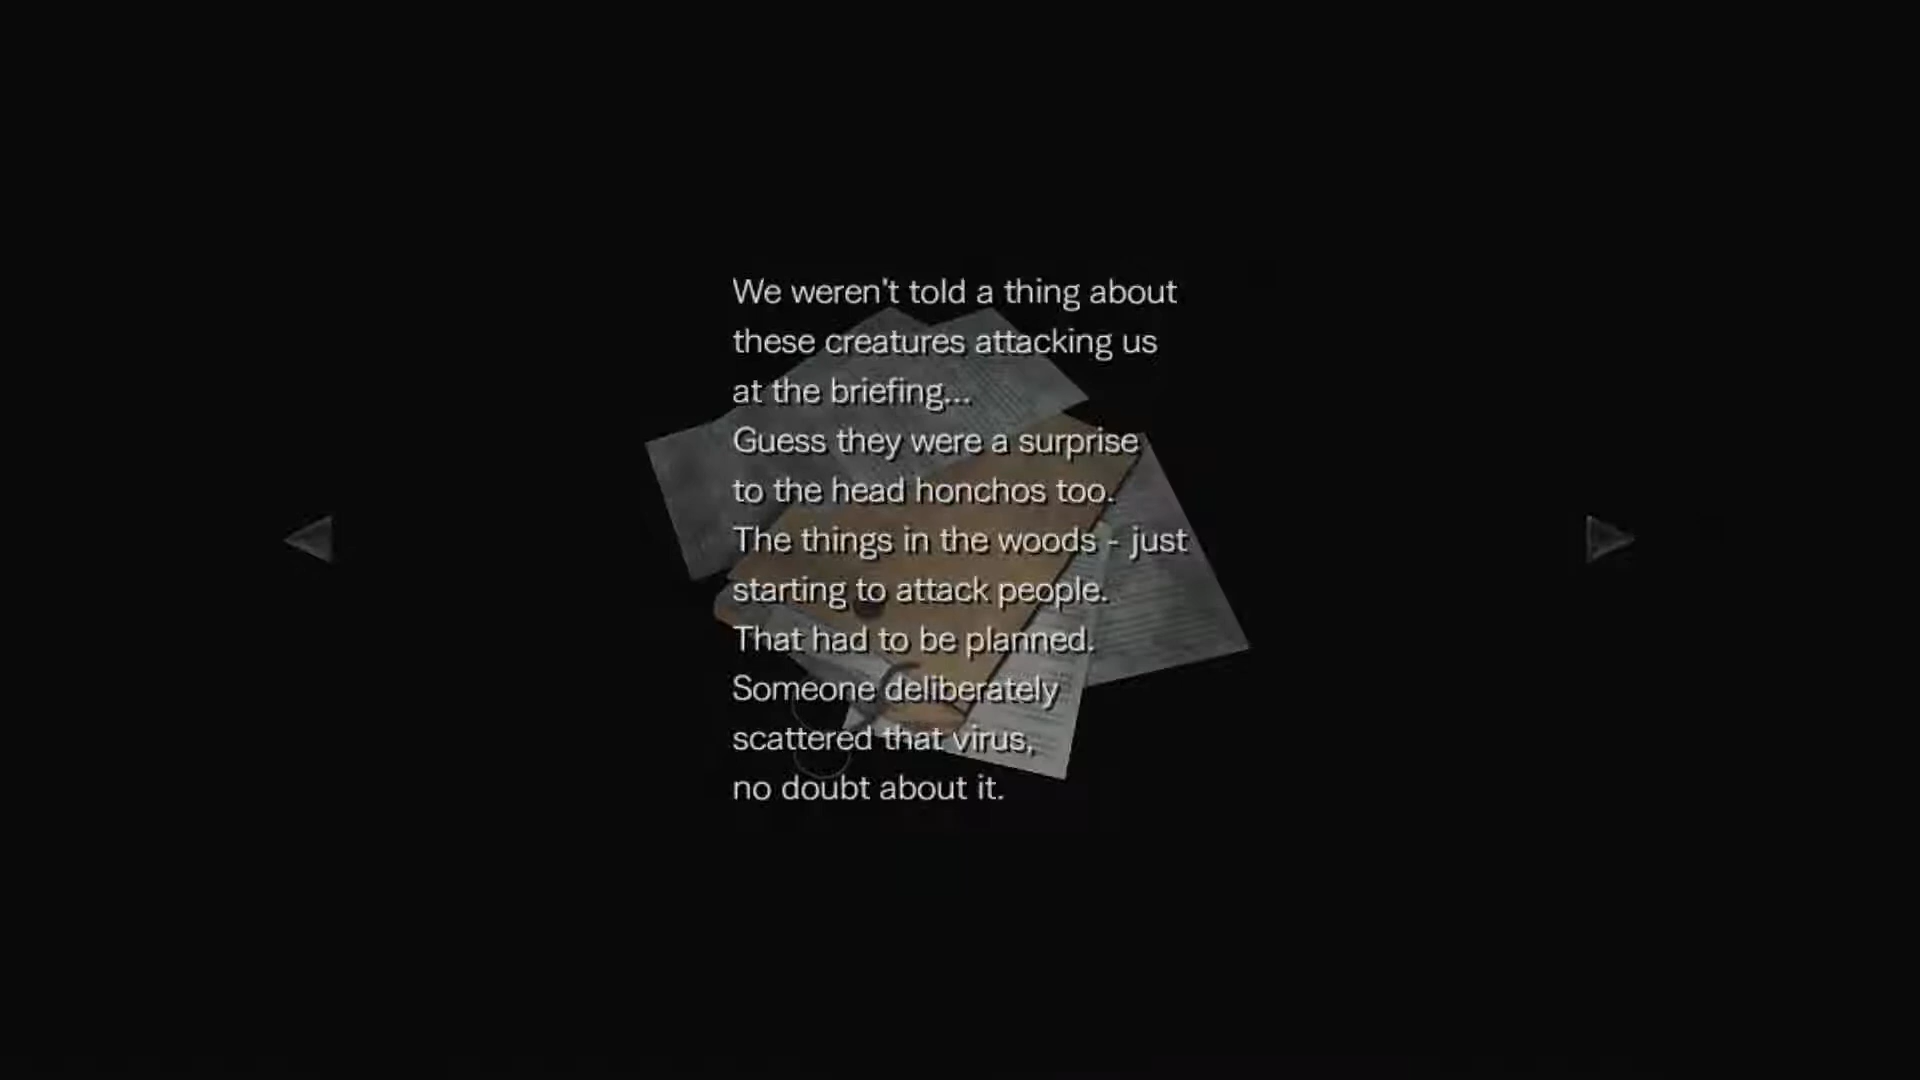 We weren't told a thing about
these creatures attacking us
at the briefing...
Guess they were a surprise
to the head honchos too.
The things in the woods - just
starting to attack people.
That had to be planned.
Someone deliberately
scattered that virus,
no doubt about it.